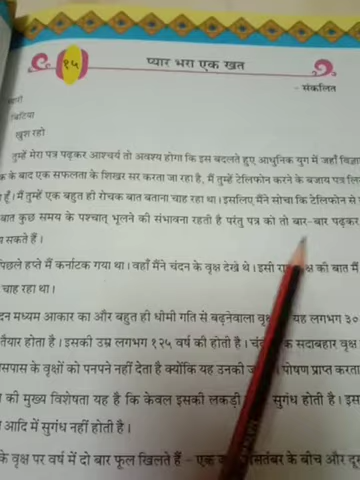 १५
प्यार भरा एक खत
- संकलित
बिटिया
खुश रहो
तुम्हें मेरा पत्र पढ़कर आश्चर्य तो अवश्य होगा कि इस बदलते हुए आधुनिक युग में जहाँ
के बाद एक सफलता के शिखर सर करता जा रहा है, मैं तुम्हें टेलिफोन करने के बजाय पत्र
हूँ। मैं तुम्हें एक बहुत ही रोचक बात बताना चाह रहा था। इसलिए मैंने सोचा कि टेलिफोन से
बात कुछ समय के पश्चात् भूलने की संभावना रहती है परंतु पत्र को तो बार-बार पढ़कर
सकते हैं।
पिछले हफ्ते मैं कर्नाटक गया था। वहाँ मैंने चंदन के वृक्ष देखे थे। इसी की बात मैं
चाह रहा था।
मध्यम आकार का और बहुत ही धीमी गति से बढ़नेवाला यह लगभग ३०
तैयार होता है। इसकी उम्र लगभग १२५ वर्ष की होती है। सदाबहार वृक्ष
के वृक्षों को पनपने नहीं देता है क्योंकि यह उनकी पोषण प्राप्त करता
की मुख्य विशेषता यह है कि केवल इसकी लकड़ी सुगंध होती है।
आदि में सुगंध नहीं होती है।
के वृक्ष पर वर्ष में दो बार फूल खिलते हैं - एक के बीच और